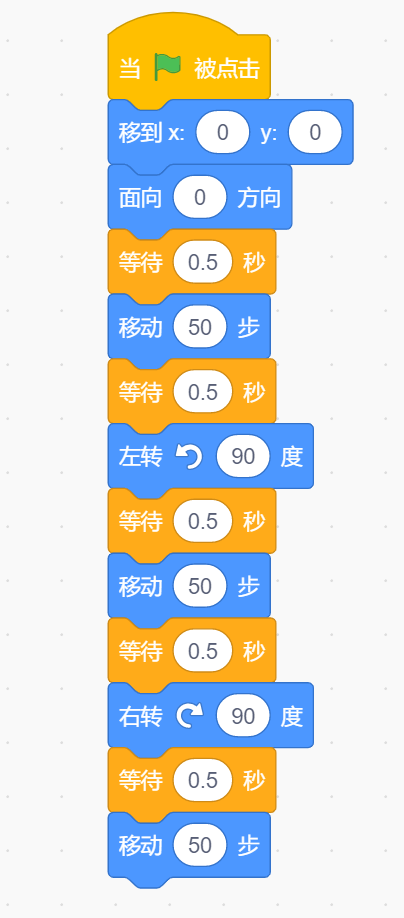 当 被点击
移到 x: 0 y: 0
面向 0 方向
等待 0.5 秒
移动 50 步
等待 0.5 秒
左转 90 度
等待 0.5 秒
移动 50 步
等待 0.5 秒
右转 90 度
等待 0.5 秒
移动 50 步